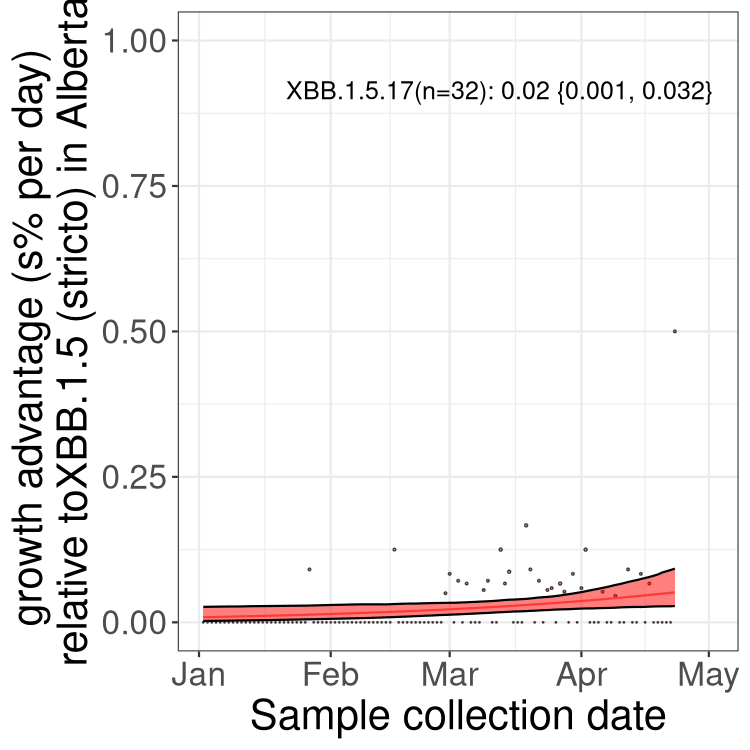 growth advantage (s% per day)
relative toXBB.1.5 (stricto) in Alberta
1.00
0.75
0.50
0.25
0.00
XBB.1.5.17(n=32): 0.02 {0.001, 0.032}
Jan Feb Mar Apr May
Sample collection date